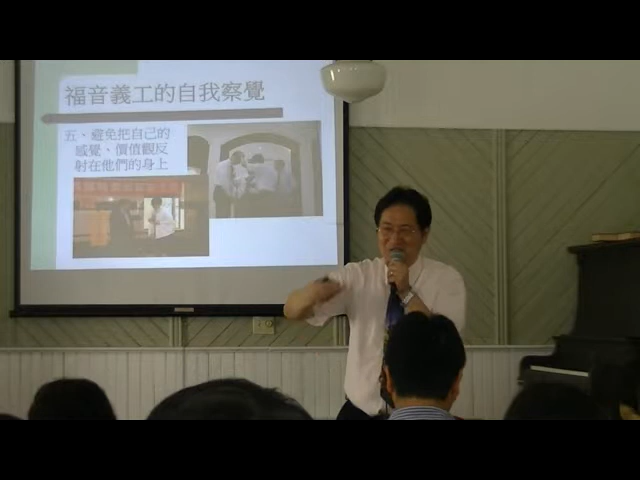 福音義工的自我察覺
五、避免把自己的
感覺、價值觀反
射在他們的身上